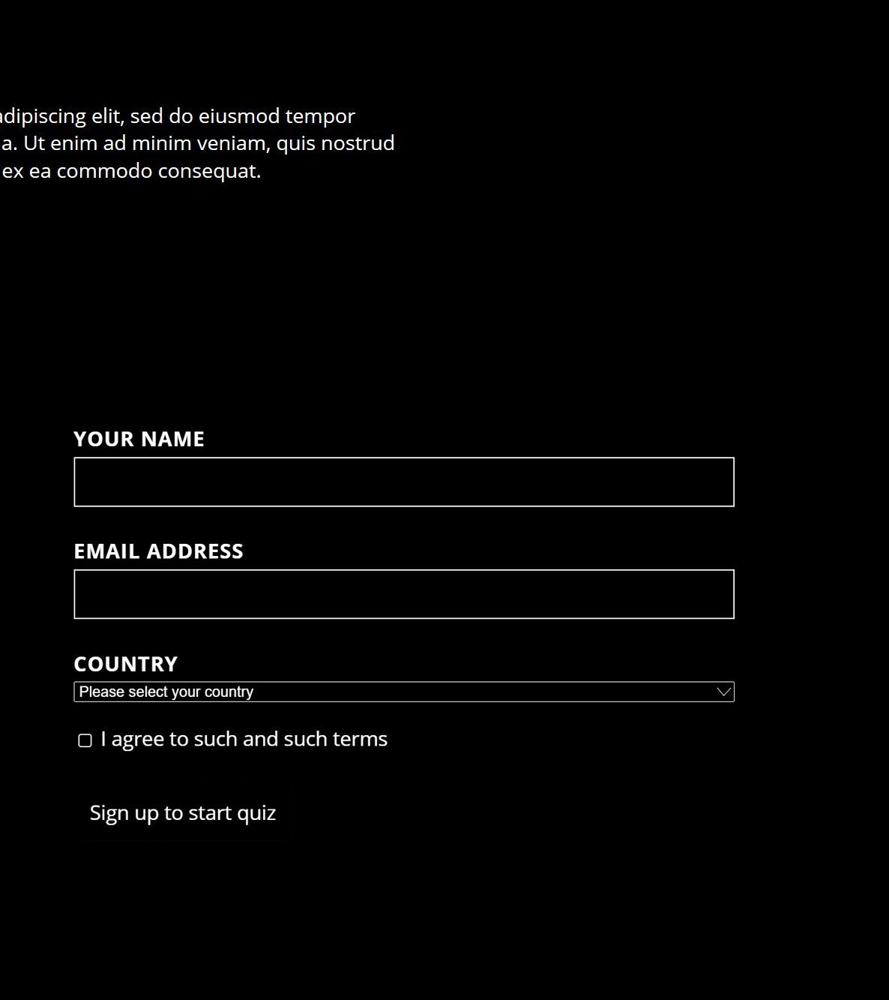 adipiscing elit, sed do eiusmod tempor
a. Ut enim ad minim veniam, quis nostrud
ex ea commodo consequat.
YOUR NAME
EMAIL ADDRESS
COUNTRY
Please select your country
I agree to such and such terms
Sign up to start quiz